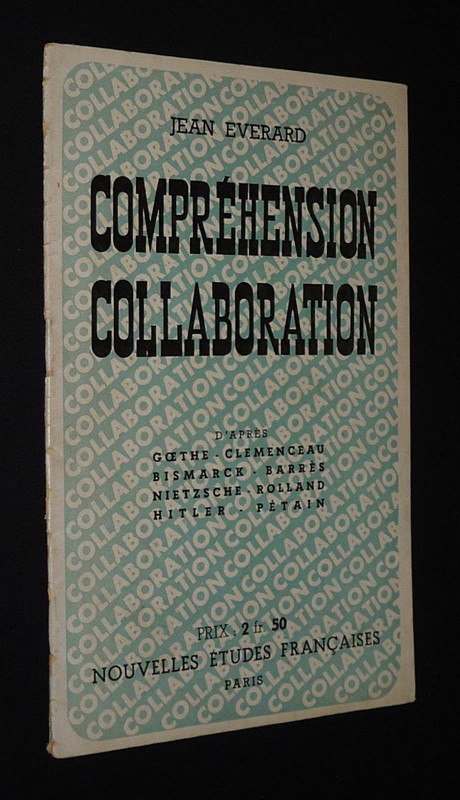 JEAN EVERARD
COMPRÉHENSION
COLLABORATION
D'APRÈS
GŒTHE - CLEMENCEAU
BISMARCK - BARRÈS
NIETZSCHE - ROLLAND
HITLER - PÉTAIN
PRIX : 2 fr. 50
NOUVELLES ÉTUDES FRANÇAISES
PARIS
COLLABORATION